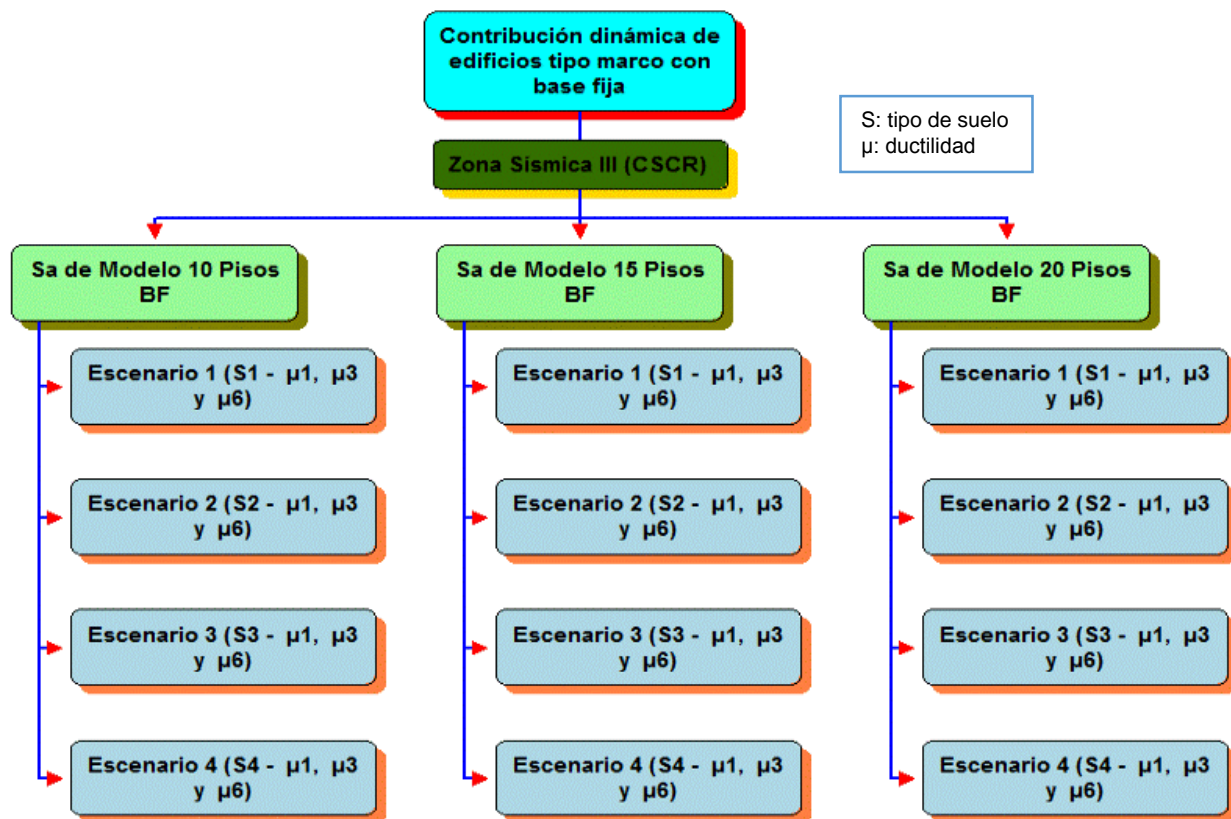 Contribución dinámica de
edificios tipo marco con
base fija
S: tipo de suelo
µ: ductilidad
Zona Sísmica III (CSCR)
Sa de Modelo 10 Pisos
BF
Escenario 1 (S1 - µ1, µ3
y µ6)
Escenario 2 (S2 - µ1, µ3
y µ6)
Escenario 3 (S3 - µ1, µ3
y µ6)
Escenario 4 (S4 - µ1, µ3
y µ6)
Sa de Modelo 15 Pisos
BF
Escenario 1 (S1 - µ1, µ3
y µ6)
Escenario 2 (S2 - µ1, µ3
y µ6)
Escenario 3 (S3 - µ1, µ3
y µ6)
Escenario 4 (S4 - µ1, µ3
y µ6)
Sa de Modelo 20 Pisos
BF
Escenario 1 (S1 - µ1, µ3
y µ6)
Escenario 2 (S2 - µ1, µ3
y µ6)
Escenario 3 (S3 - µ1, µ3
y µ6)
Escenario 4 (S4 - µ1, µ3
y µ6)